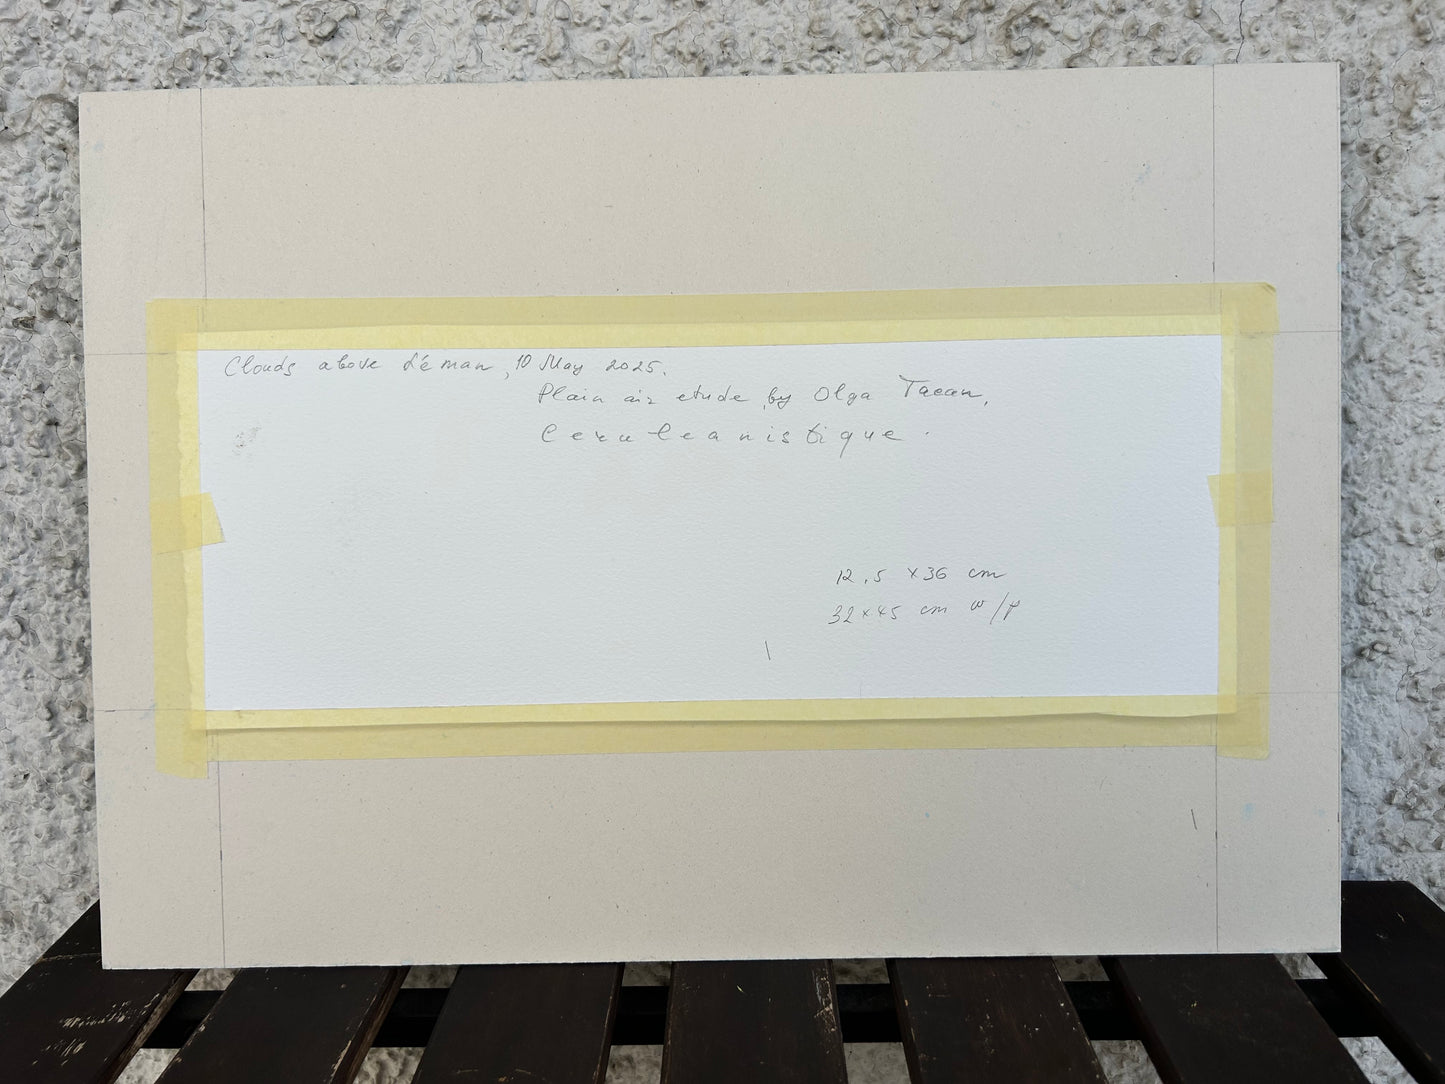 Clouds above Léman, 10 May 2025.
Plain air etude by Olga
Ceruleanistique.
12,5 x 36 cm
32 x 45 cm w/p